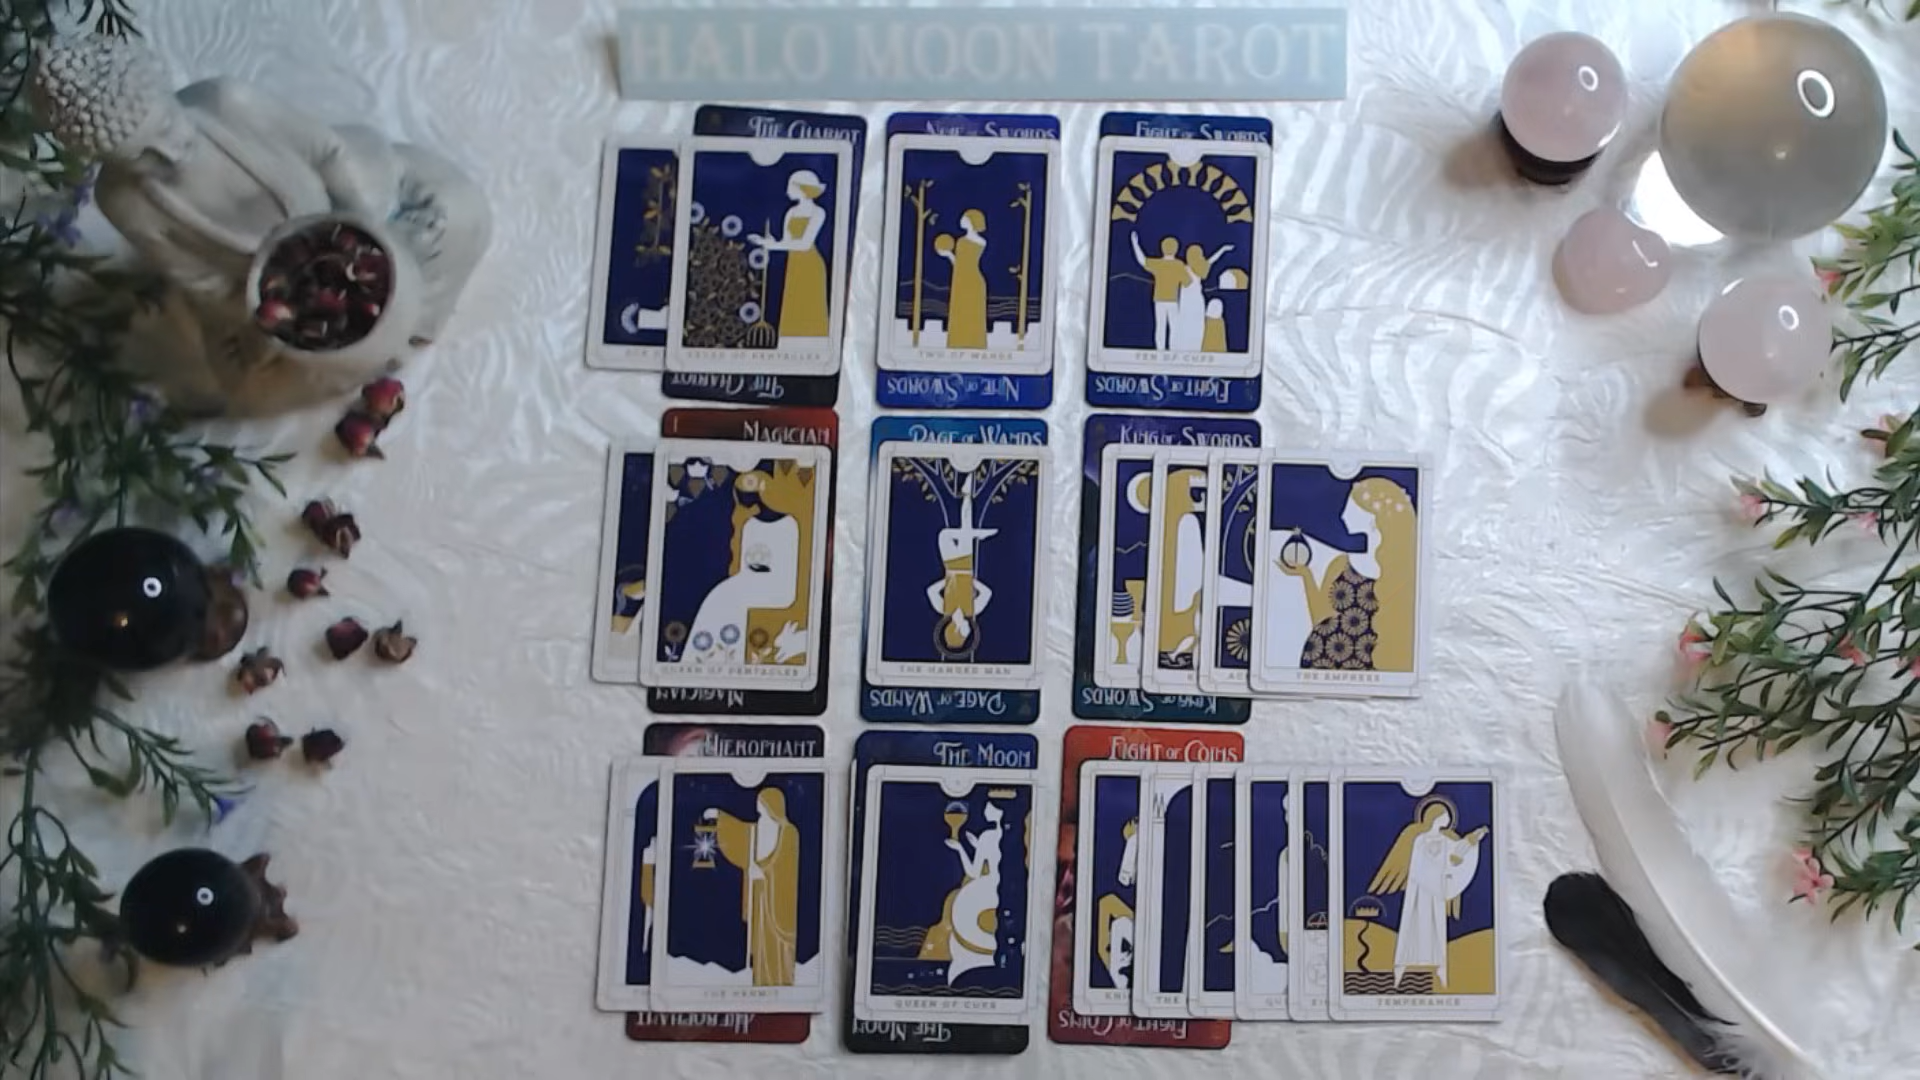 HALO MOON TAROT
THE CHARIOT
NINE OF SWORDS
EIGHT OF SWORDS
SEVEN OF PENTACLES
TWO OF WANDS
TEN OF CUPS
THE CHARIOT
NINE OF SWORDS
EIGHT OF SWORDS
I
MAGICIAN
PAGE OF WANDS
KING OF SWORDS
QUEEN OF PENTACLES
THE HANGED MAN
THE EMPRESS
MAGICIAN
PAGE OF WANDS
KING OF SWORDS
HIEROPHANT
THE MOON
EIGHT OF COINS
THE HERMIT
QUEEN OF CUPS
KNI
THE
TEMPERANCE
HIEROPHANT
THE MOON
EIGHT OF COINS